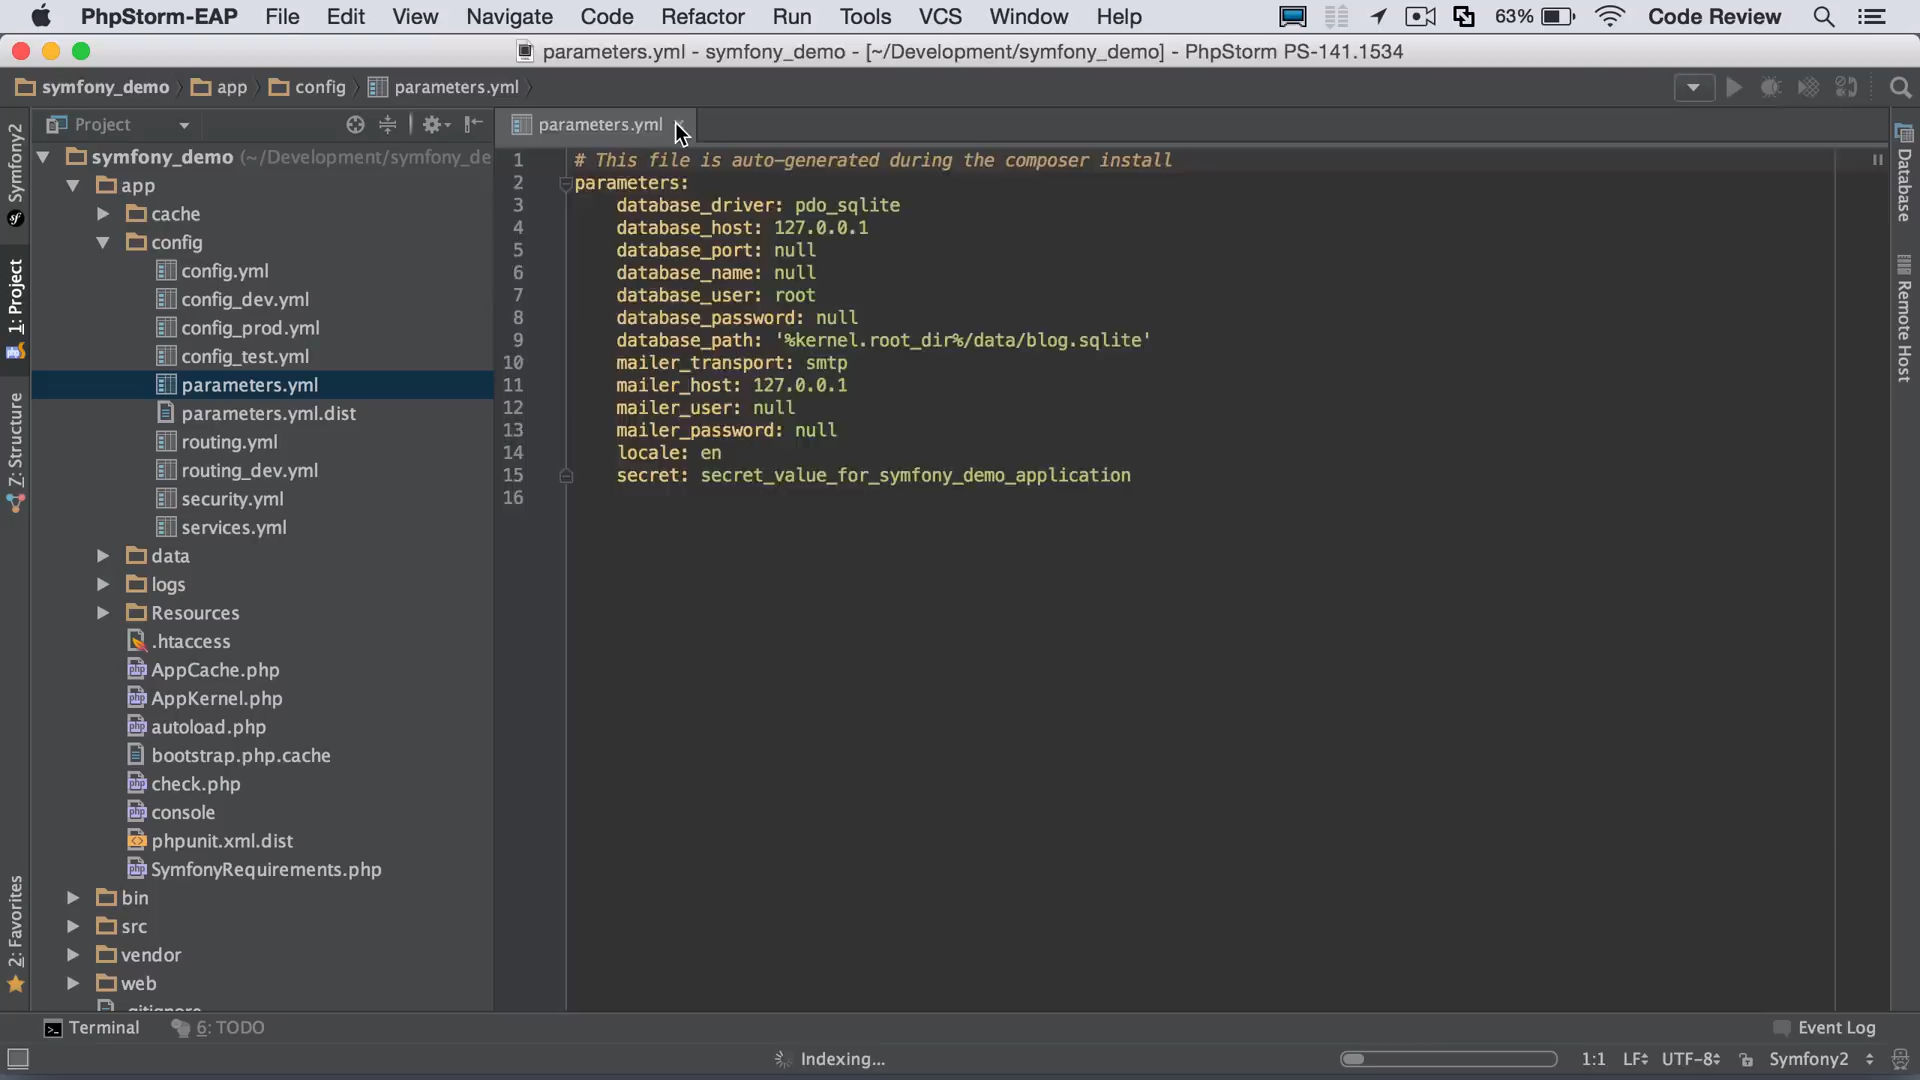 PhpStorm-EAP File Edit View Navigate Code Refactor Run Tools VCS Window Help 63% Code Review
parameters.yml - symfony_demo - [~/Development/symfony_demo] - PhpStorm PS-141.1534
symfony_demo app config parameters.yml
Project
parameters.yml
symfony_demo (~/Development/symfony_de
app
cache
config
config.yml
config_dev.yml
config_prod.yml
config_test.yml
parameters.yml
parameters.yml.dist
routing.yml
routing_dev.yml
security.yml
services.yml
data
logs
Resources
.htaccess
AppCache.php
AppKernel.php
autoload.php
bootstrap.php.cache
check.php
console
phpunit.xml.dist
SymfonyRequirements.php
bin
src
vendor
web
.gitignore
Symfony2
1: Project
Z: Structure
2: Favorites
1 # This file is auto-generated during the composer install
2 parameters:
3 database_driver: pdo_sqlite
4 database_host: 127.0.0.1
5 database_port: null
6 database_name: null
7 database_user: root
8 database_password: null
9 database_path: '%kernel.root_dir%/data/blog.sqlite'
10 mailer_transport: smtp
11 mailer_host: 127.0.0.1
12 mailer_user: null
13 mailer_password: null
14 locale: en
15 secret: secret_value_for_symfony_demo_application
16
Database
Remote Host
Terminal 6: TODO Event Log
Indexing... 1:1 LF UTF-8 Symfony2